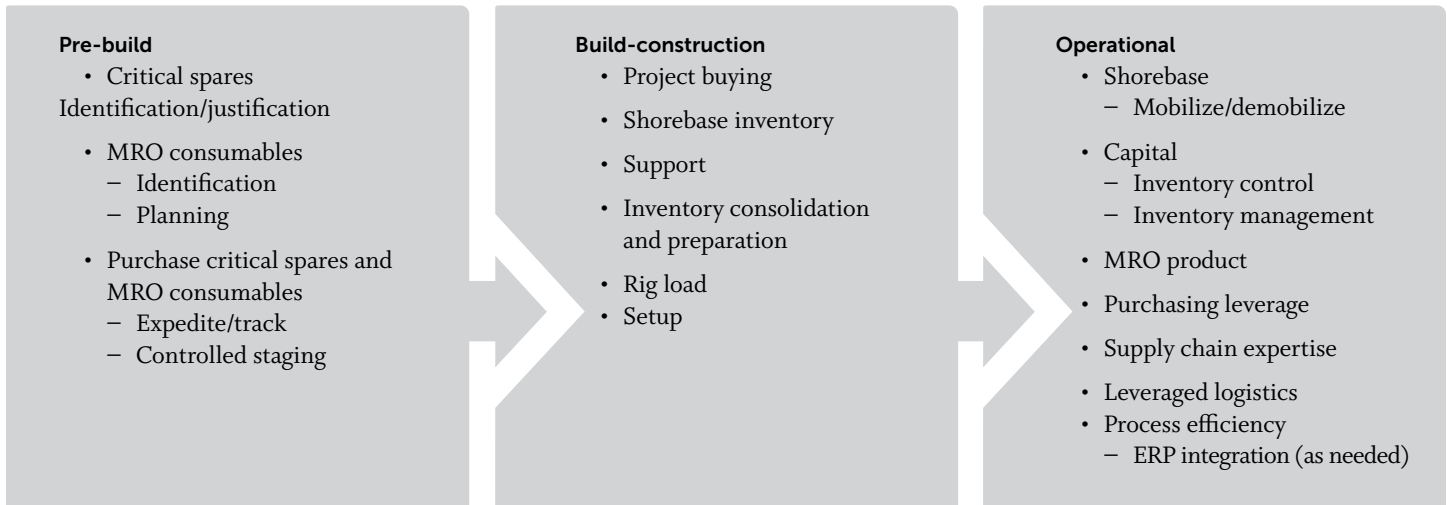 Pre-build
• Critical spares
Identification/justification
• MRO consumables
– Identification
– Planning
• Purchase critical spares and
MRO consumables
– Expedite/track
– Controlled staging
Build-construction
• Project buying
• Shorebase inventory
• Support
• Inventory consolidation
and preparation
• Rig load
• Setup
Operational
• Shorebase
– Mobilize/demobilize
• Capital
– Inventory control
– Inventory management
• MRO product
• Purchasing leverage
• Supply chain expertise
• Leveraged logistics
• Process efficiency
– ERP integration (as needed)